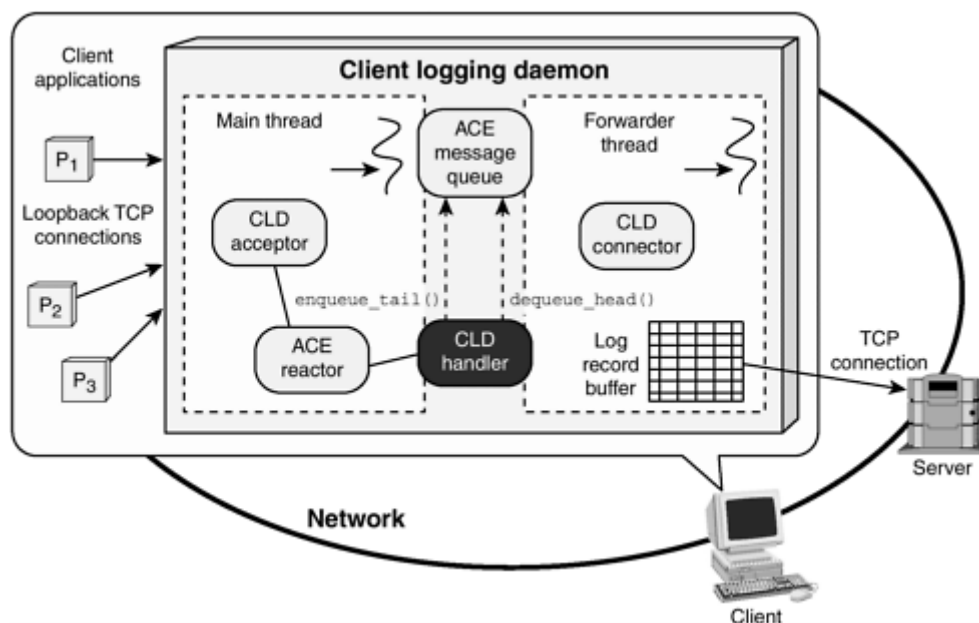 Client
applications
P1
Loopback TCP
connections
P2
P3
Client logging daemon
Main thread
ACE
message
queue
Forwarder
thread
CLD
acceptor
CLD
connector
enqueue_tail()
dequeue_head()
ACE
reactor
CLD
handler
Log
record
buffer
TCP
connection
Server
Network
Client